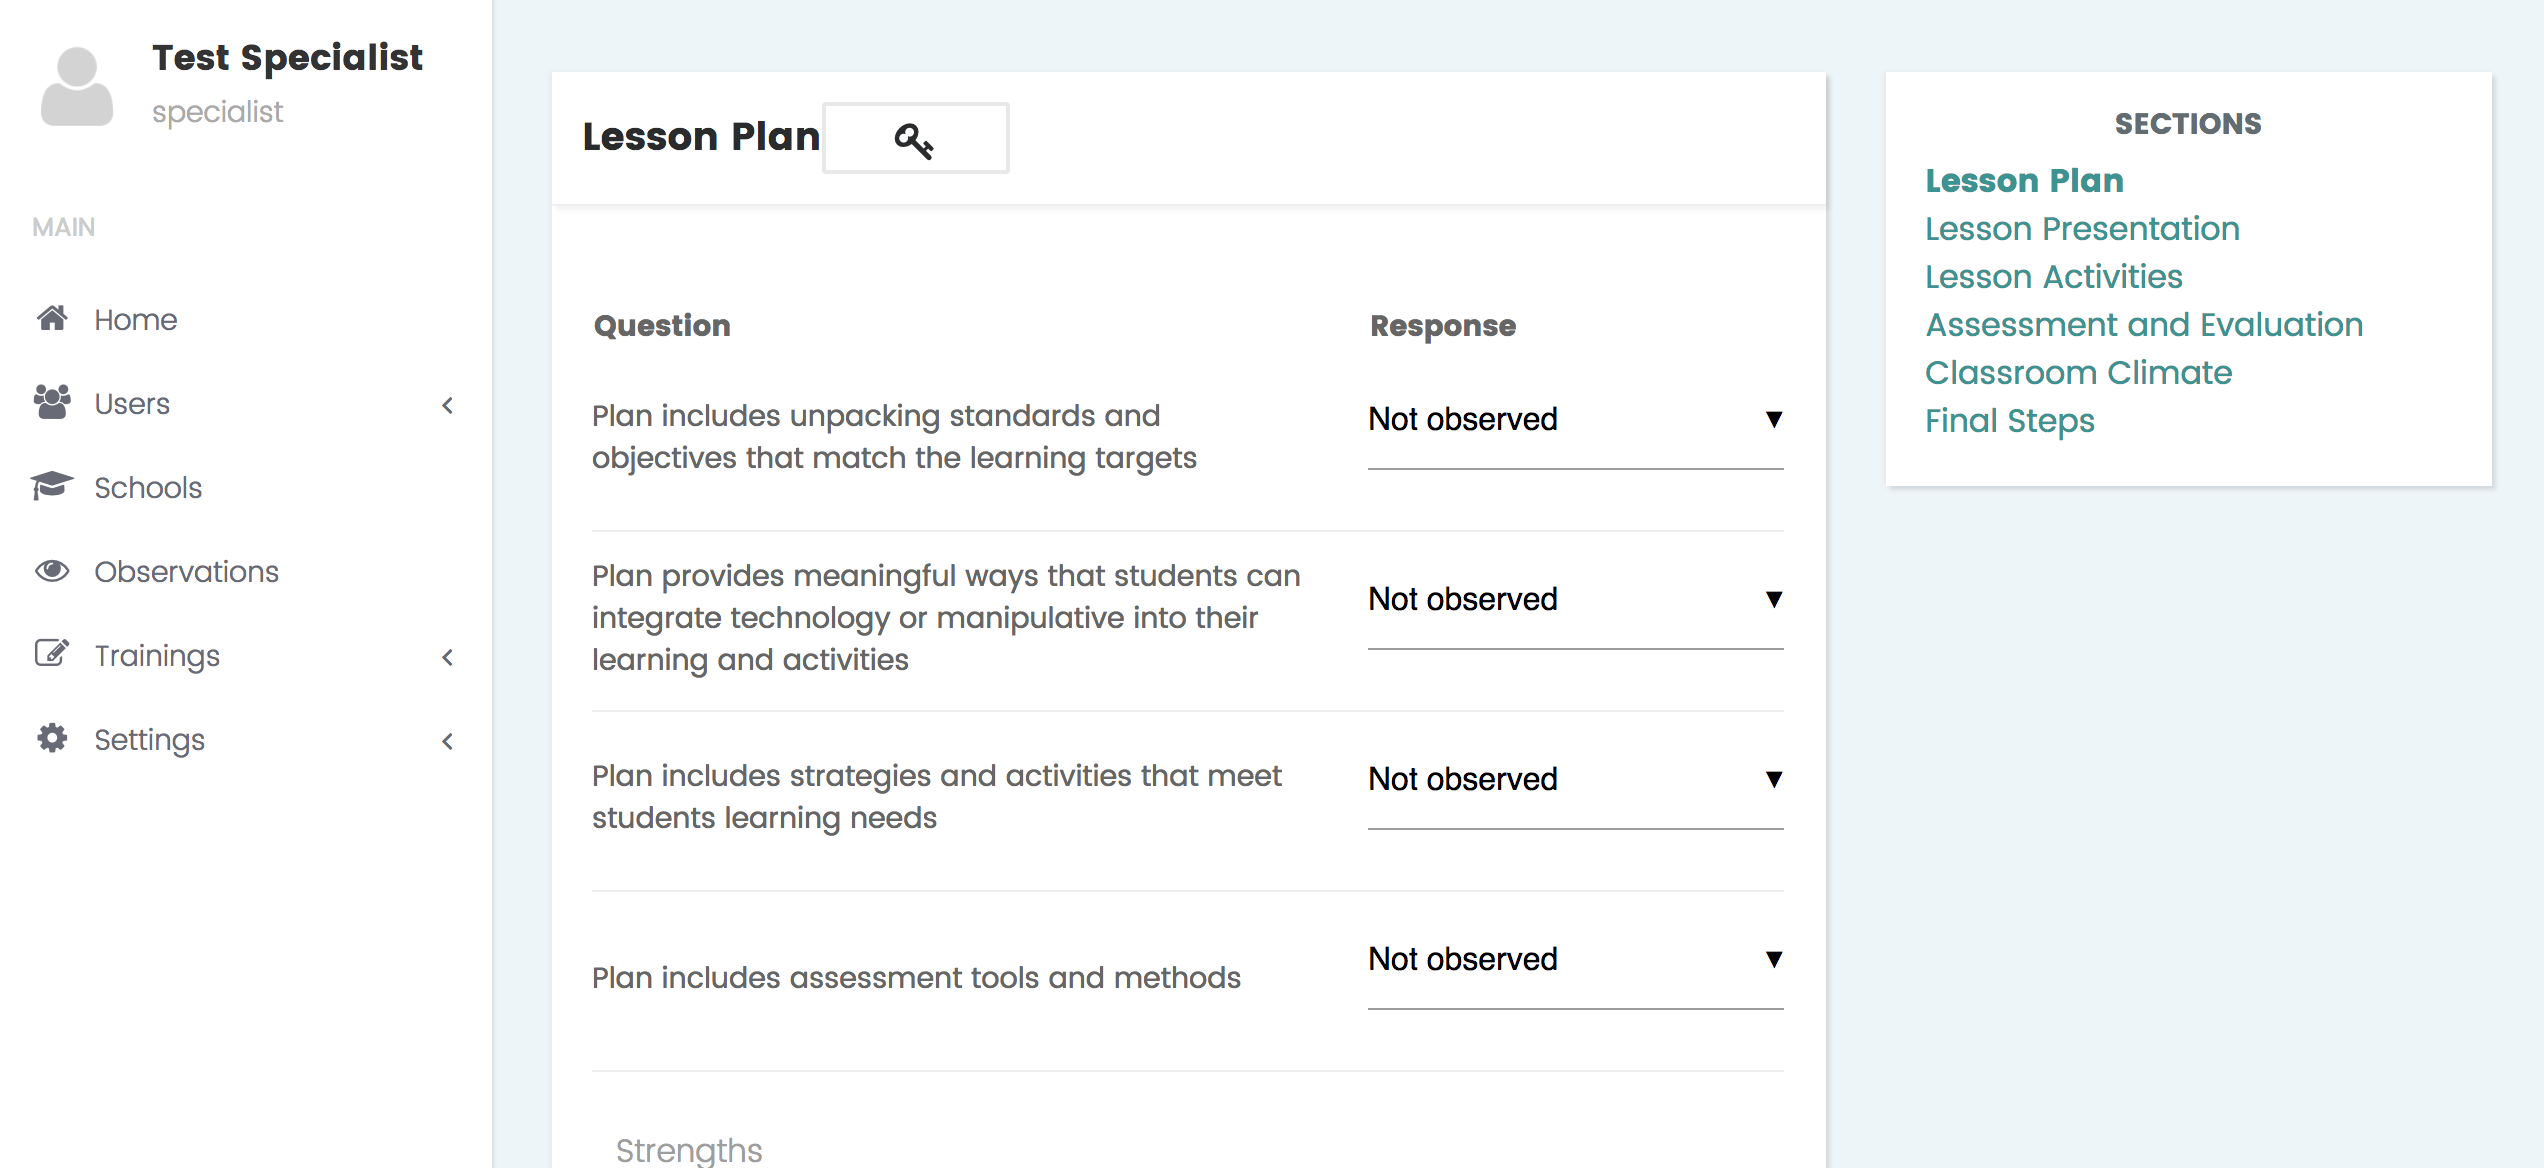 Test Specialist
specialist
MAIN
Home
Users
Schools
Observations
Trainings
Settings
Lesson Plan
Question
Response
Plan includes unpacking standards and
objectives that match the learning targets
Not observed
Plan provides meaningful ways that students can
integrate technology or manipulative into their
learning and activities
Not observed
Plan includes strategies and activities that meet
students learning needs
Not observed
Plan includes assessment tools and methods
Not observed
Strengths
SECTIONS
Lesson Plan
Lesson Presentation
Lesson Activities
Assessment and Evaluation
Classroom Climate
Final Steps